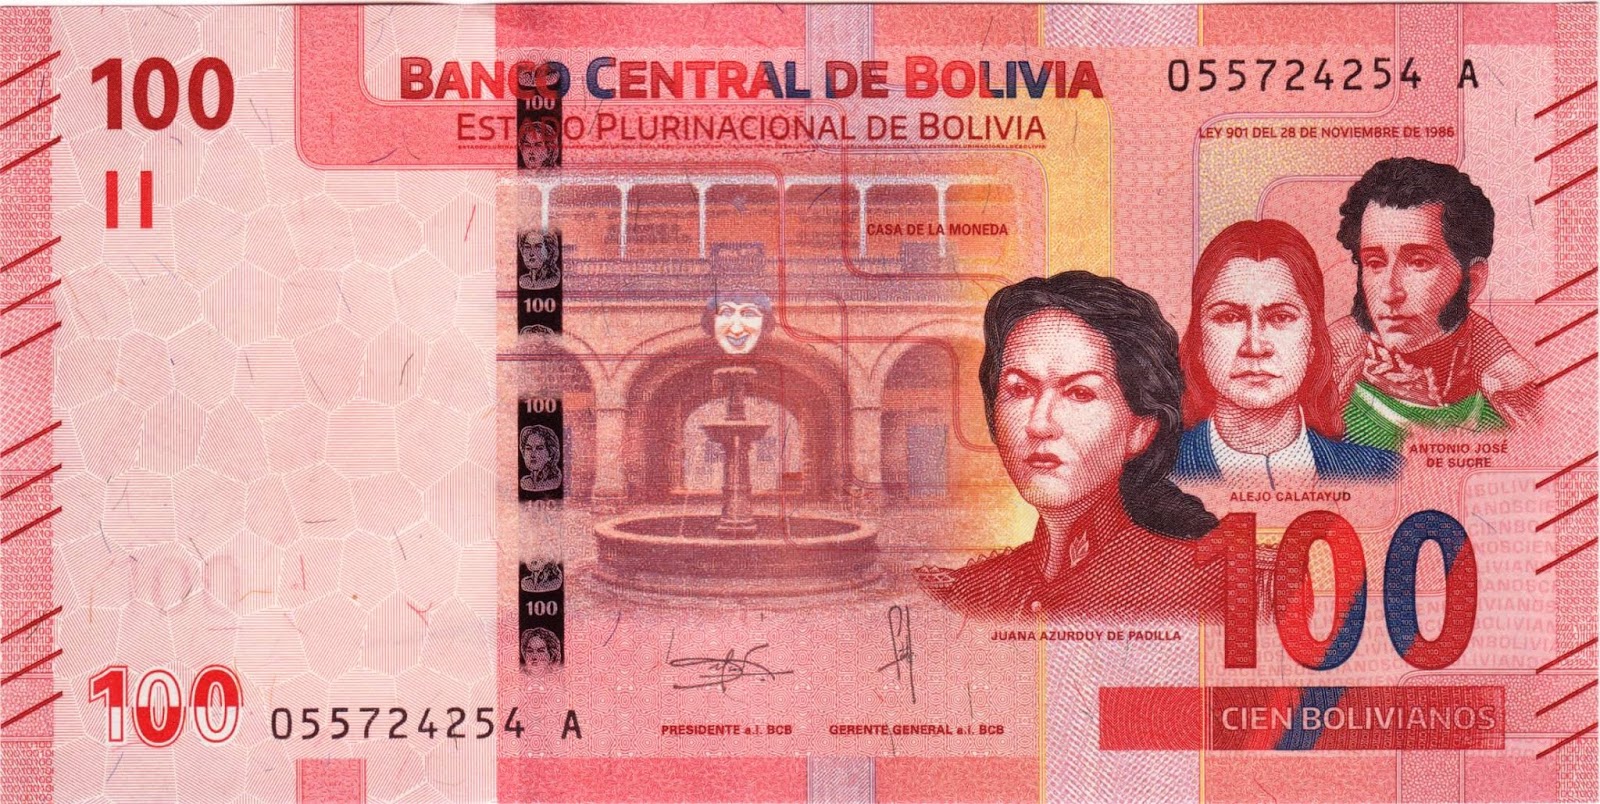 100
BANCO CENTRAL DE BOLIVIA
055724254 A
ESTADO PLURINACIONAL DE BOLIVIA
LEY 901 DEL 28 DE NOVIEMBRE DE 1986
100
CASA DE LA MONEDA
100
100
ANTONIO JOSÉ
DE SUCRE
ALEJO CALATAYUD
100
100
JUANA AZURDUY DE PADILLA
100
055724254 A
PRESIDENTE a.i. BCB
GERENTE GENERAL a.i. BCB
CIEN BOLIVIANOS